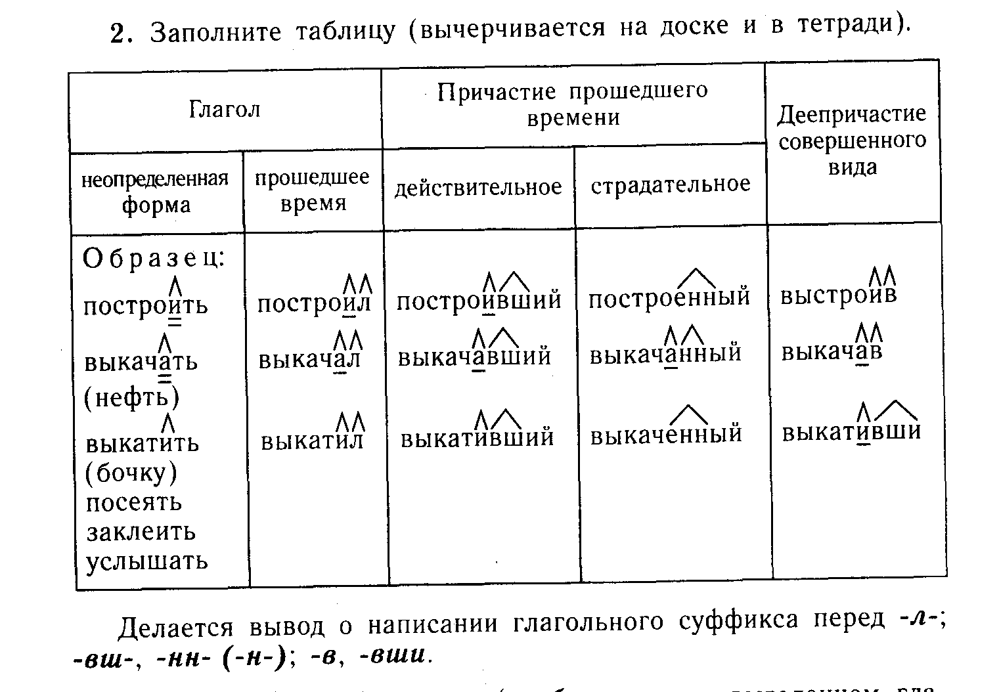 2. Заполните таблицу (вычерчивается на доске и в тетради).
Глагол
Причастие прошедшего
времени
Деепричастие
совершенного
вида
неопределенная
форма
прошедшее
время
действительное
страдательное
Образец:
построить
построил
построивший
построенный
выстроив
выкачать
выкачал
выкачавший
выкачанный
выкачав
(нефть)
выкатить
выкатил
выкативший
выкаченный
выкативши
(бочку)
посеять
заклеить
услышать
Делается вывод о написании глагольного суффикса перед -л-;
-вш-, -нн- (-н-); -в, -вши.